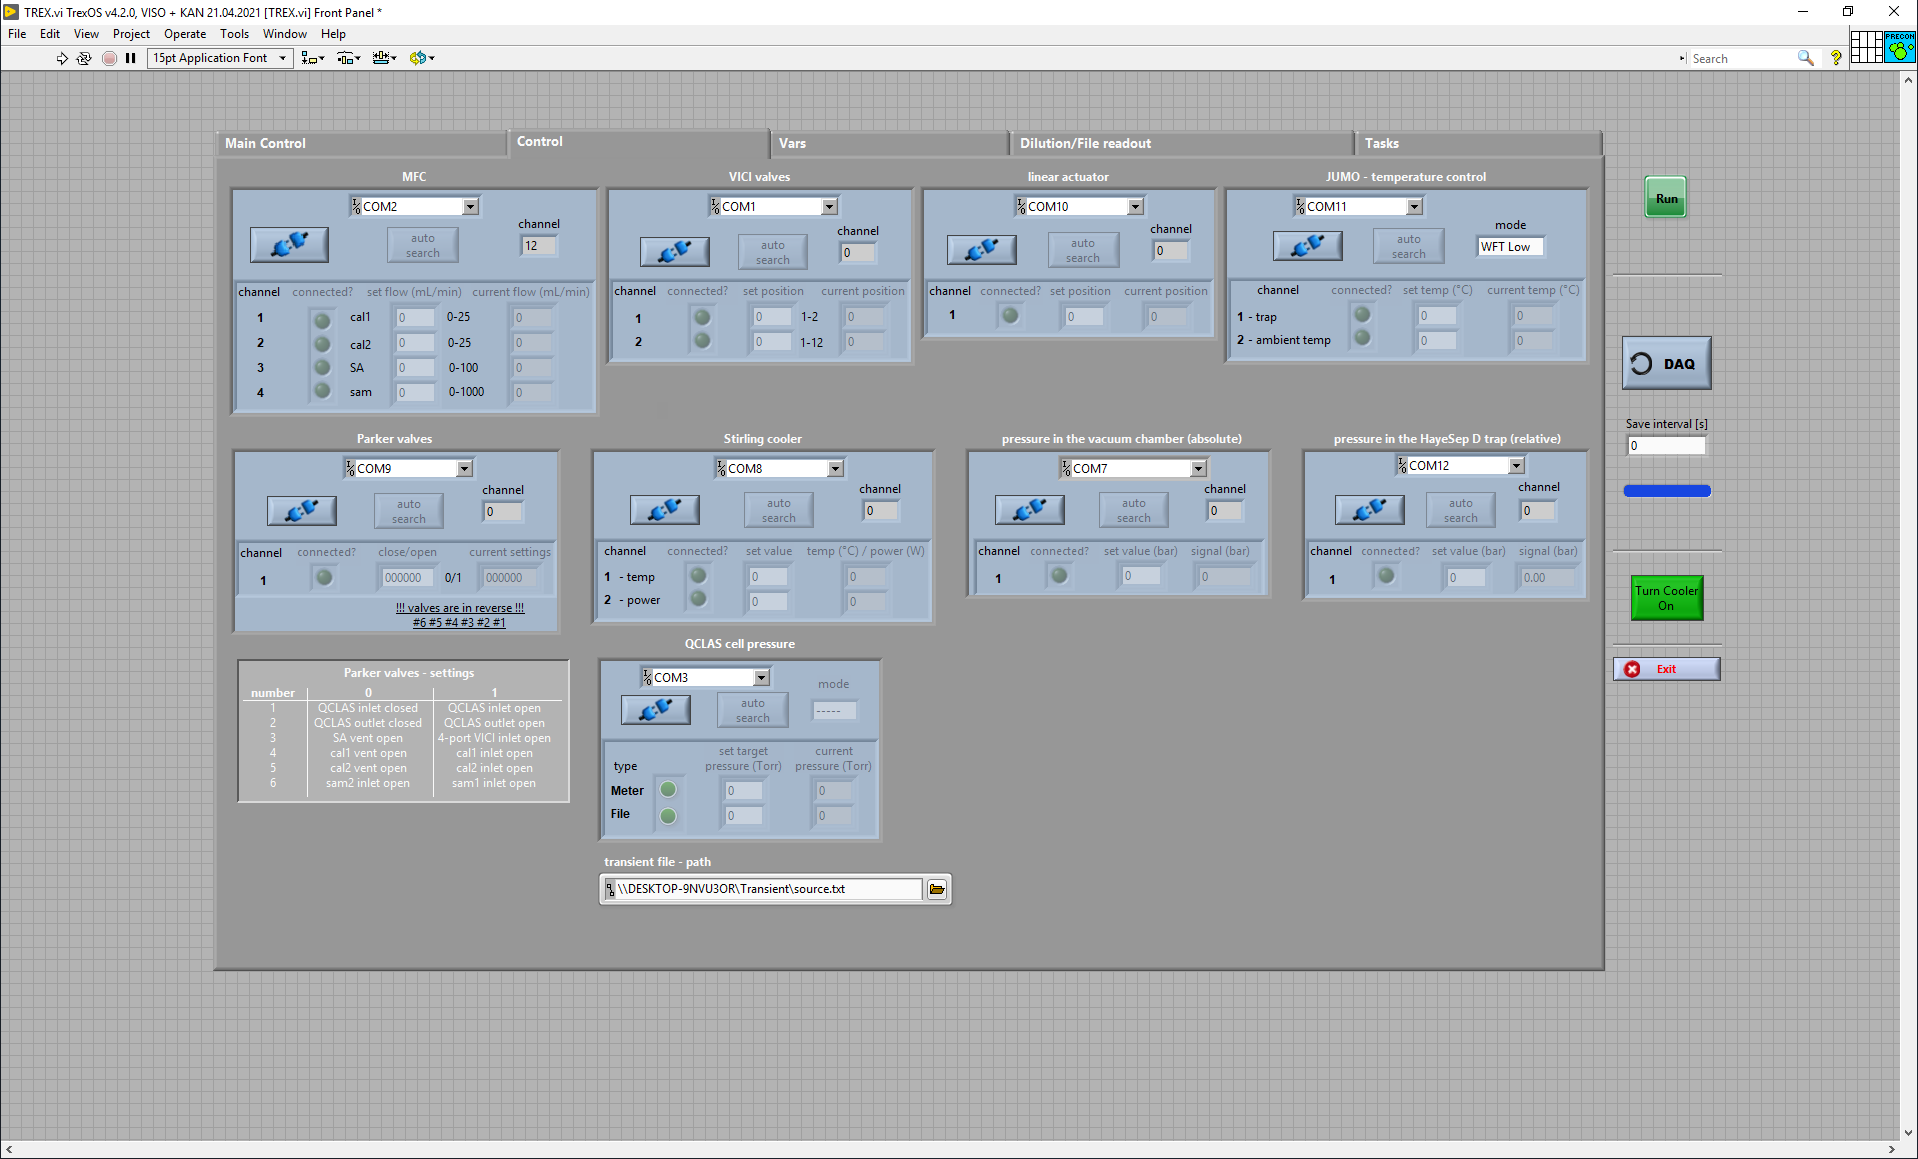 TREX.vi TrexOS v4.2.0, VISO + KAN 21.04.2021 [TREX.vi] Front Panel *
File Edit View Project Operate Tools Window Help
15pt Application Font
Search
?
PRECON
Main Control
Control
Vars
Dilution/File readout
Tasks
MFC
COM2
auto
search
channel
12
channel connected? set flow (mL/min) current flow (mL/min)
1 cal1 0 0-25 0
2 cal2 0 0-25 0
3 SA 0 0-100 0
4 sam 0 0-1000 0
VICI valves
COM1
auto
search
channel
0
channel connected? set position current position
1 0 1-2 0
2 0 1-12 0
linear actuator
COM10
auto
search
channel
0
channel connected? set position current position
1 0 0
JUMO - temperature control
COM11
auto
search
mode
WFT Low
channel connected? set temp (°C) current temp (°C)
1 - trap 0 0
2 - ambient temp 0 0
Run
DAQ
Save interval [s]
0
Turn Cooler
On
Exit
Parker valves
COM9
auto
search
channel
0
channel connected? close/open current settings
1 000000 0/1 000000
!!! valves are in reverse !!!
#6 #5 #4 #3 #2 #1
Stirling cooler
COM8
auto
search
channel
0
channel connected? set value temp (°C) / power (W)
1 - temp 0 0
2 - power 0 0
pressure in the vacuum chamber (absolute)
COM7
auto
search
channel
0
channel connected? set value (bar) signal (bar)
1 0 0
pressure in the HayeSep D trap (relative)
COM12
auto
search
channel
0
channel connected? set value (bar) signal (bar)
1 0 0.00
Parker valves - settings
number 0 1
1 QCLAS inlet closed QCLAS inlet open
2 QCLAS outlet closed QCLAS outlet open
3 SA vent open 4-port VICI inlet open
4 cal1 vent open cal1 inlet open
5 cal2 vent open cal2 inlet open
6 sam2 inlet open sam1 inlet open
QCLAS cell pressure
COM3
auto
search
mode
-----
type
set target
pressure (Torr)
current
pressure (Torr)
Meter 0 0
File 0 0
transient file - path
\\DESKTOP-9NVU3OR\Transient\source.txt